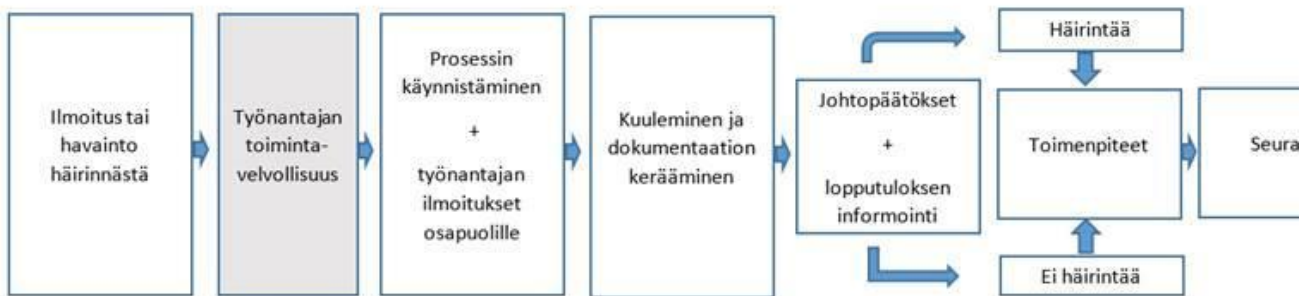 Ilmoitus tai
havainto
häirinnästä
Työnantajan
toiminta-
velvollisuus
Prosessin
käynnistäminen
+
työnantajan
ilmoitukset
osapuolille
Kuuleminen ja
dokumentaation
kerääminen
Johtopäätökset
+
lopputuloksen
informointi
Häirintää
Toimenpiteet
Ei häirintää
Seura